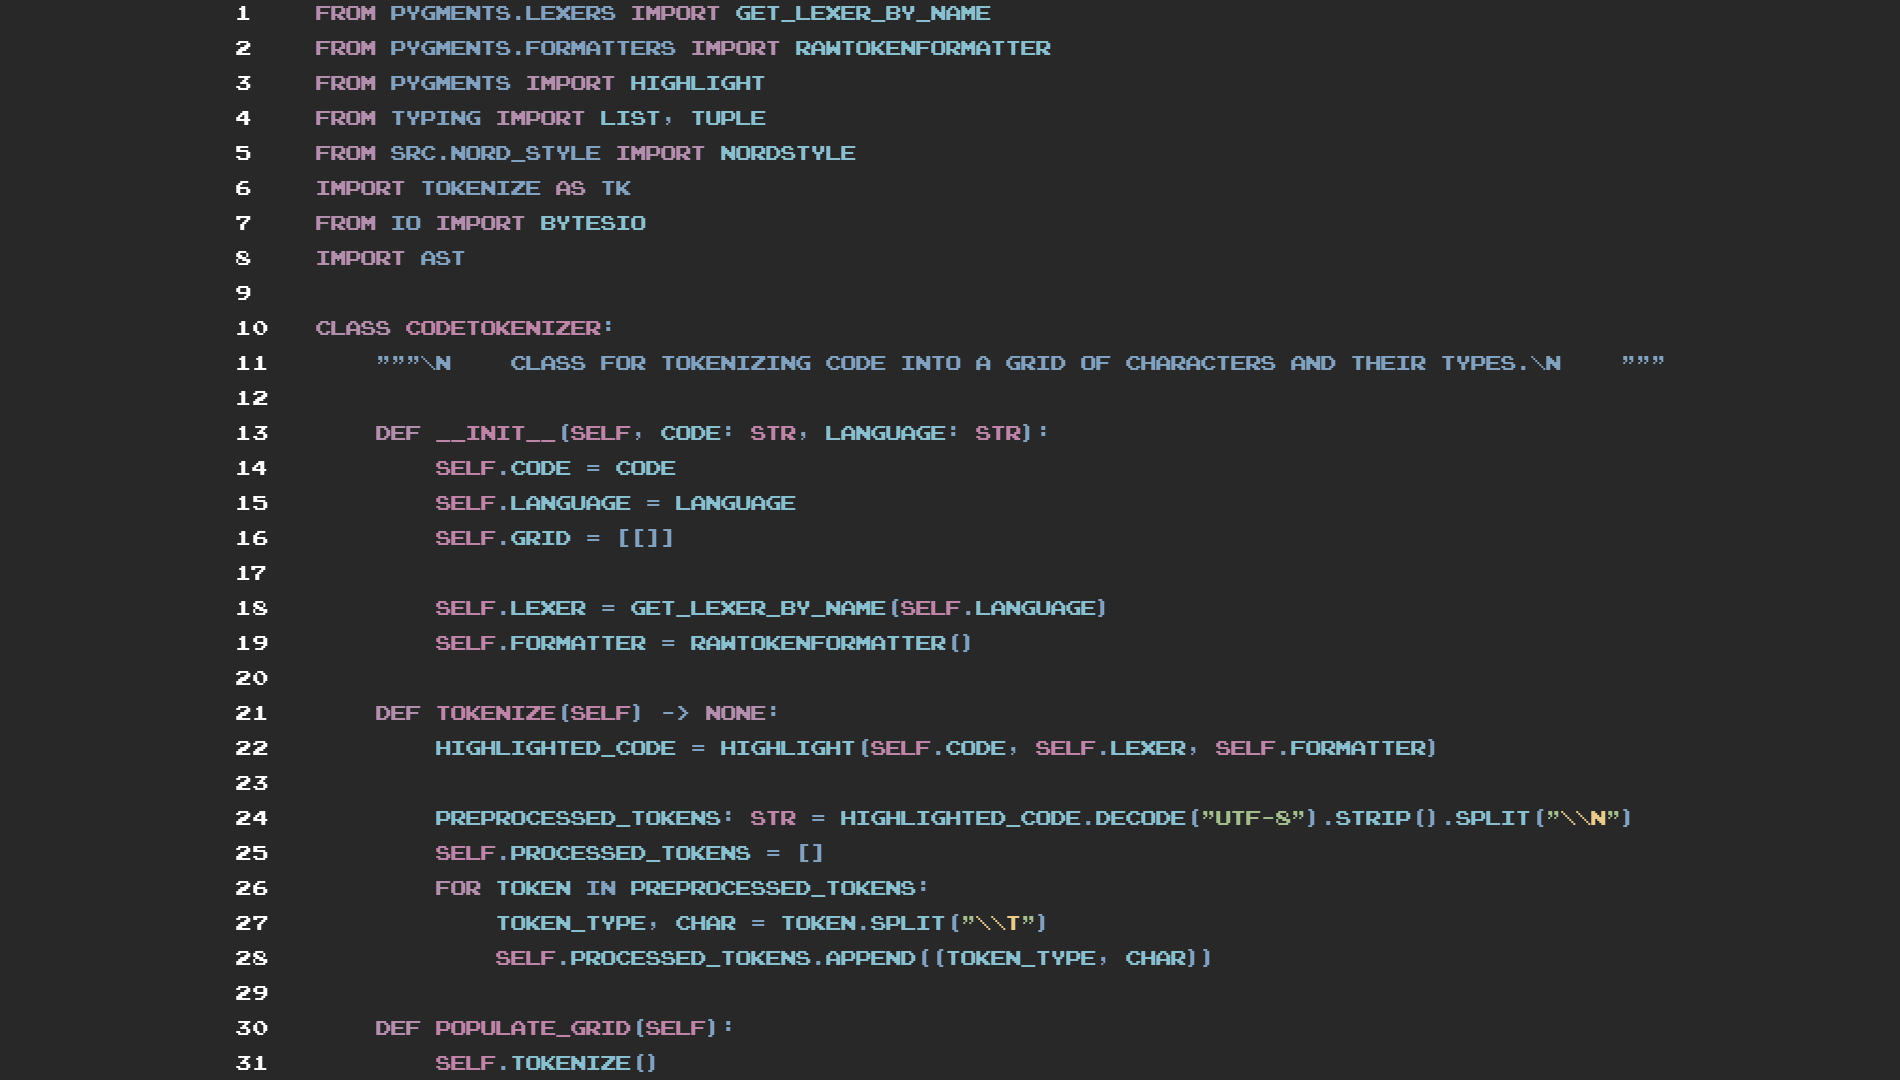 1 FROM PYGMENTS.LEXERS IMPORT GET_LEXER_BY_NAME
2 FROM PYGMENTS.FORMATTERS IMPORT RAWTOKENFORMATTER
3 FROM PYGMENTS IMPORT HIGHLIGHT
4 FROM TYPING IMPORT LIST, TUPLE
5 FROM SRC.NORD_STYLE IMPORT NORDSTYLE
6 IMPORT TOKENIZE AS TK
7 FROM IO IMPORT BYTESIO
8 IMPORT AST
9
10 CLASS CODETOKENIZER:
11     """\N    CLASS FOR TOKENIZING CODE INTO A GRID OF CHARACTERS AND THEIR TYPES.\N    """
12
13     DEF __INIT__(SELF, CODE: STR, LANGUAGE: STR):
14         SELF.CODE = CODE
15         SELF.LANGUAGE = LANGUAGE
16         SELF.GRID = [[]]
17
18         SELF.LEXER = GET_LEXER_BY_NAME(SELF.LANGUAGE)
19         SELF.FORMATTER = RAWTOKENFORMATTER()
20
21     DEF TOKENIZE(SELF) -> NONE:
22         HIGHLIGHTED_CODE = HIGHLIGHT(SELF.CODE, SELF.LEXER, SELF.FORMATTER)
23
24         PREPROCESSED_TOKENS: STR = HIGHLIGHTED_CODE.DECODE("UTF-8").STRIP().SPLIT("\\N")
25         SELF.PROCESSED_TOKENS = []
26         FOR TOKEN IN PREPROCESSED_TOKENS:
27             TOKEN_TYPE, CHAR = TOKEN.SPLIT("\\T")
28             SELF.PROCESSED_TOKENS.APPEND((TOKEN_TYPE, CHAR))
29
30     DEF POPULATE_GRID(SELF):
31         SELF.TOKENIZE()